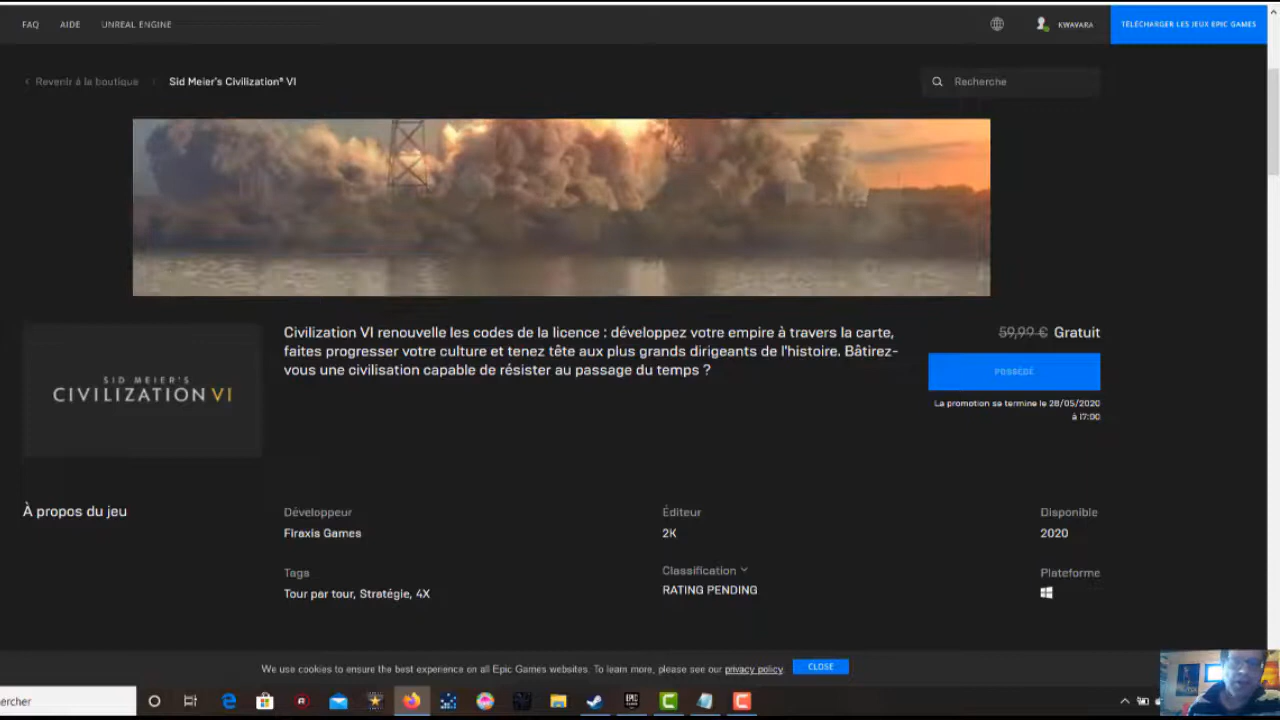 FAQ AIDE UNREAL ENGINE KWAVARA TÉLÉCHARGER LES JEUX EPIC GAMES
Revenir à la boutique Sid Meier's Civilization® VI Recherche
Civilization VI renouvelle les codes de la licence : développez votre empire à travers la carte,
faites progresser votre culture et tenez tête aux plus grands dirigeants de l'histoire. Bâtirez-
vous une civilisation capable de résister au passage du temps ?
59,99 € Gratuit
POSSÉDÉ
La promotion se termine le 28/05/2020
à 17:00
SID MEIER'S
CIVILIZATION VI
À propos du jeu
Développeur Éditeur Disponible
Firaxis Games 2K 2020
Tags Classification Plateforme
Tour par tour, Stratégie, 4X RATING PENDING
We use cookies to ensure the best experience on all Epic Games websites. To learn more, please see our privacy policy. CLOSE
ercher
EPIC